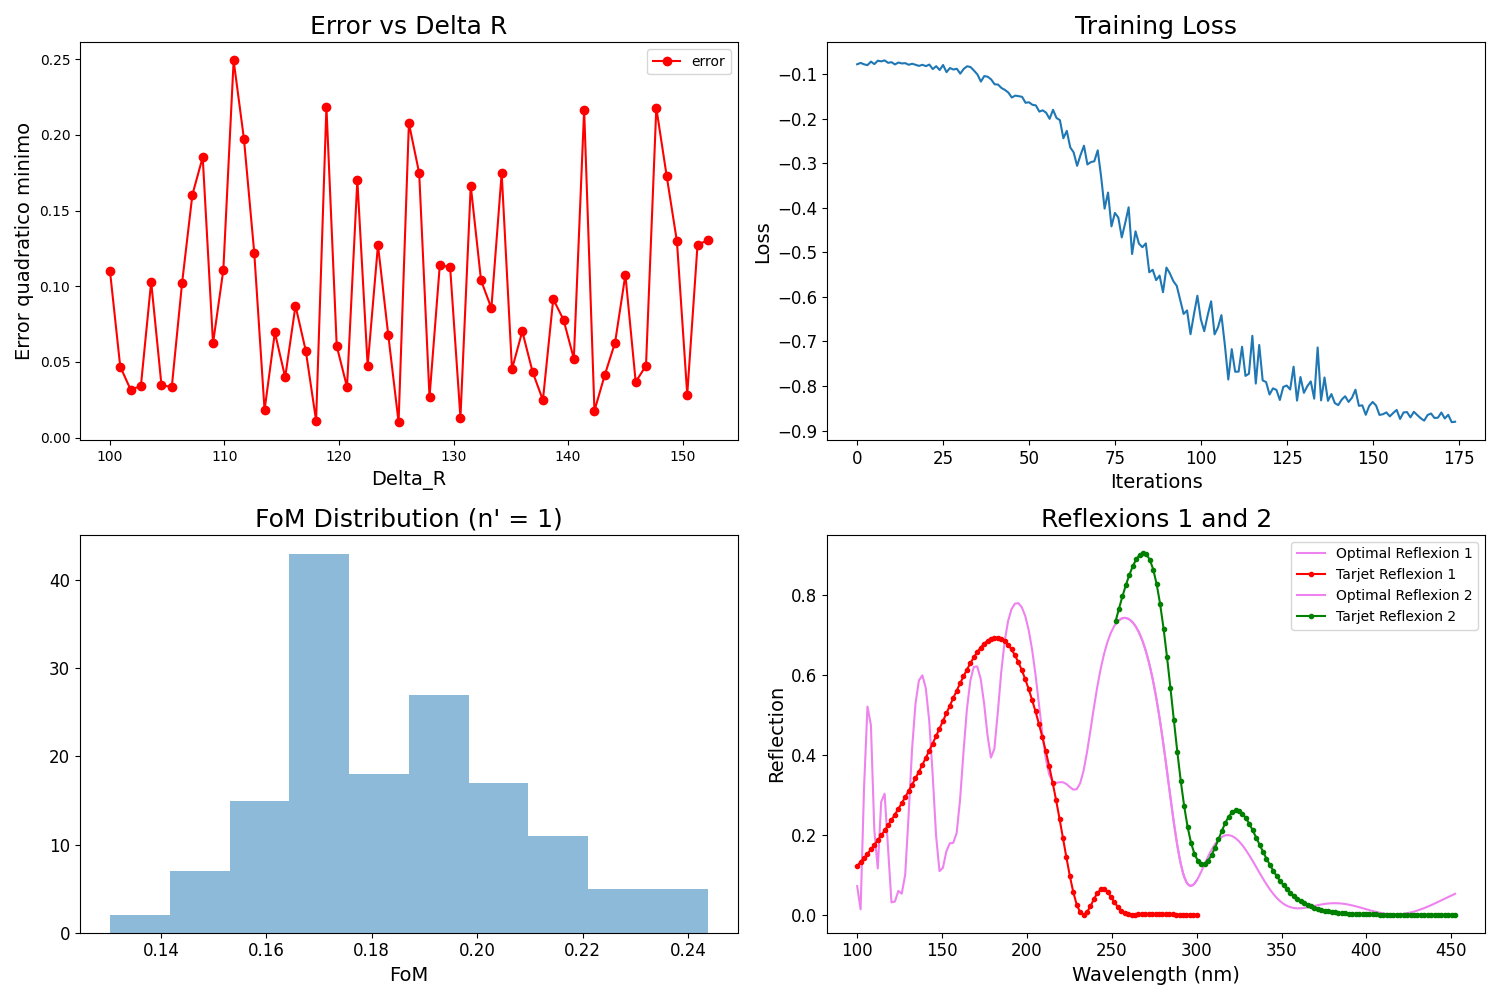 Error vs Delta R
error
Error quadratico minimo
0.25
0.20
0.15
0.10
0.05
0.00
100 110 120 130 140 150
Delta_R
Training Loss
Loss
−0.1
−0.2
−0.3
−0.4
−0.5
−0.6
−0.7
−0.8
−0.9
0 25 50 75 100 125 150 175
Iterations
FoM Distribution (n' = 1)
40
30
20
10
0
0.14 0.16 0.18 0.20 0.22 0.24
FoM
Reflexions 1 and 2
Optimal Reflexion 1
Tarjet Reflexion 1
Optimal Reflexion 2
Tarjet Reflexion 2
Reflection
0.8
0.6
0.4
0.2
0.0
100 150 200 250 300 350 400 450
Wavelength (nm)